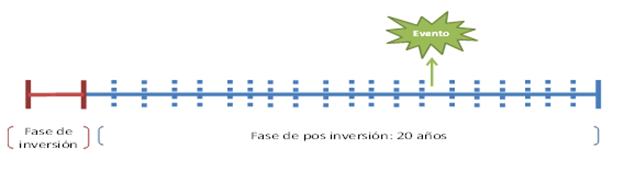 Evento
Fase de
inversión
Fase de pos inversión: 20 años